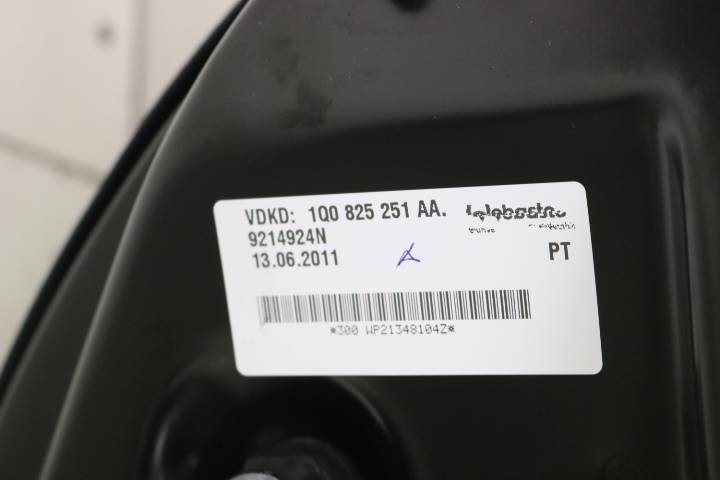 VDKD: 1Q0 825 251 AA.
9214924N
13.06.2011
PT
*300 WP21348104Z*